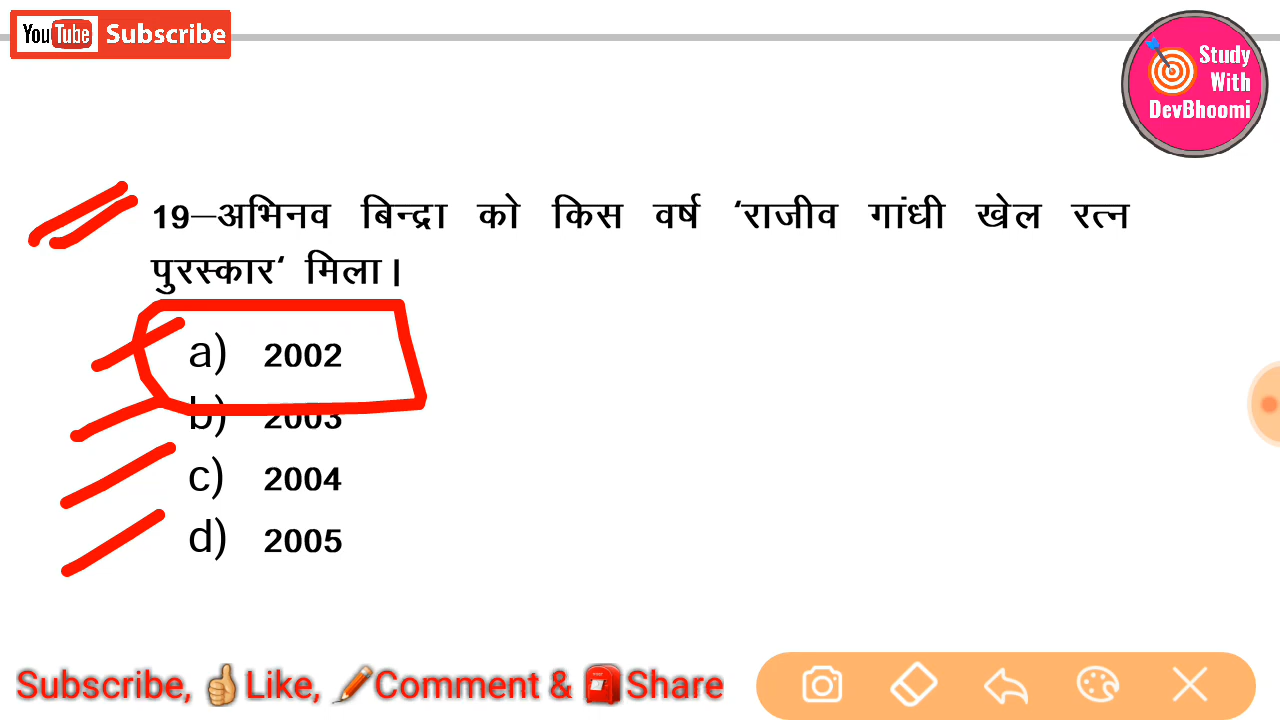 YouTube Subscribe
Study
With
DevBhoomi
19–अभिनव बिन्द्रा को किस वर्ष ‘राजीव गांधी खेल रत्न
पुरस्कार‘ मिला।
a) 2002
b) 2003
c) 2004
d) 2005
Subscribe, Like, Comment & Share